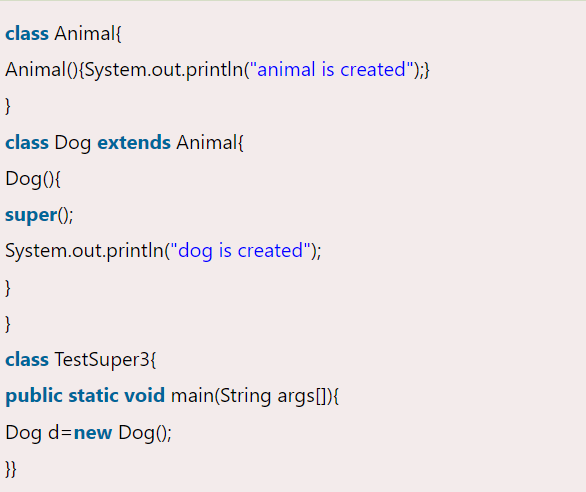 class Animal{
Animal(){System.out.println("animal is created");}
}
class Dog extends Animal{
Dog(){
super();
System.out.println("dog is created");
}
}
class TestSuper3{
public static void main(String args[]){
Dog d=new Dog();
}}